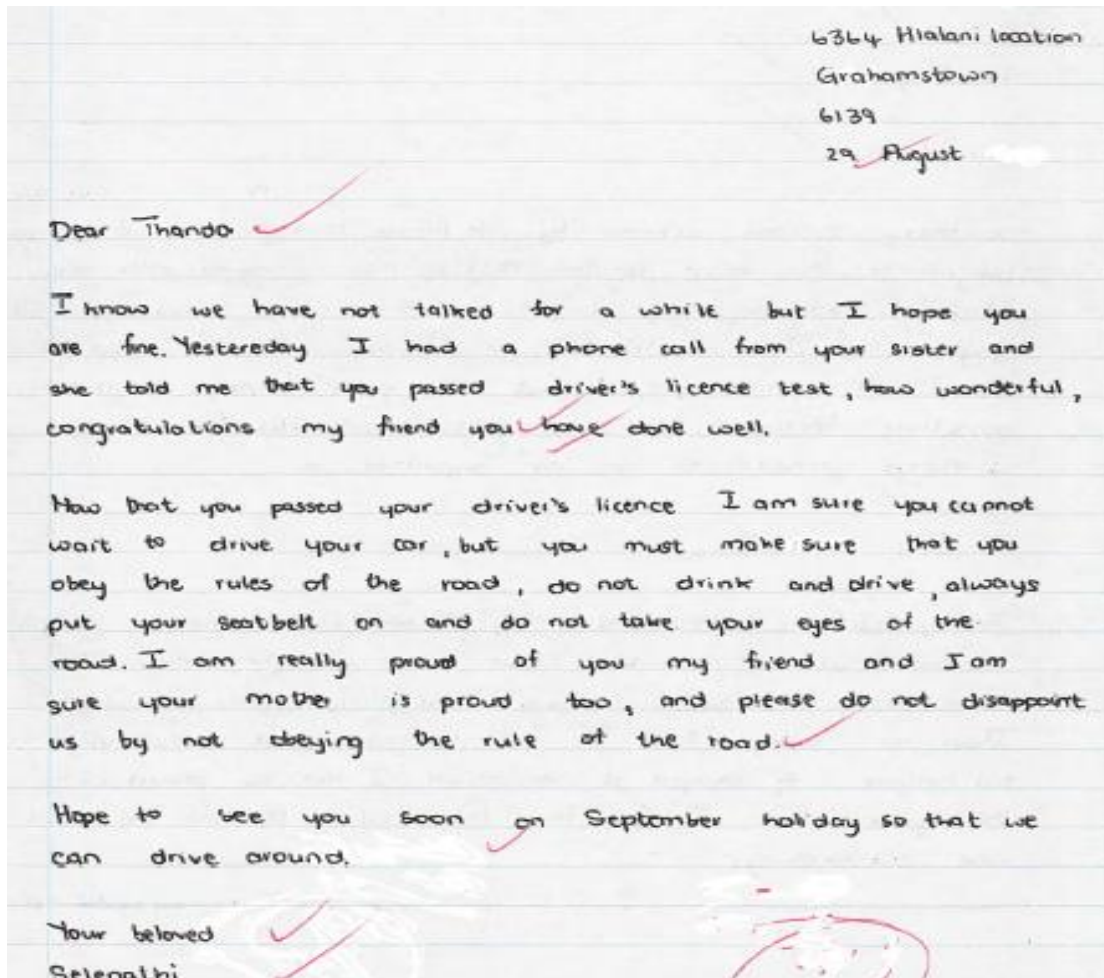 6364 Hlalani location
Grahamstown
6139
29 August
Dear Thando
I know we have not talked for a while but I hope you
are fine. Yestereday I had a phone call from your sister and
she told me that you passed driver's licence test, how wonderful,
congratulations my friend you have done well.
Now that you passed your driver's licence I am sure you cannot
wait to drive your car, but you must make sure that you
obey the rules of the road, do not drink and drive, always
put your seatbelt on and do not take your eyes of the
road. I am really proud of you my friend and I am
sure your mother is proud too, and please do not disappoint
us by not obeying the rule of the road.
Hope to see you soon on September holiday so that we
can drive around.
Your beloved